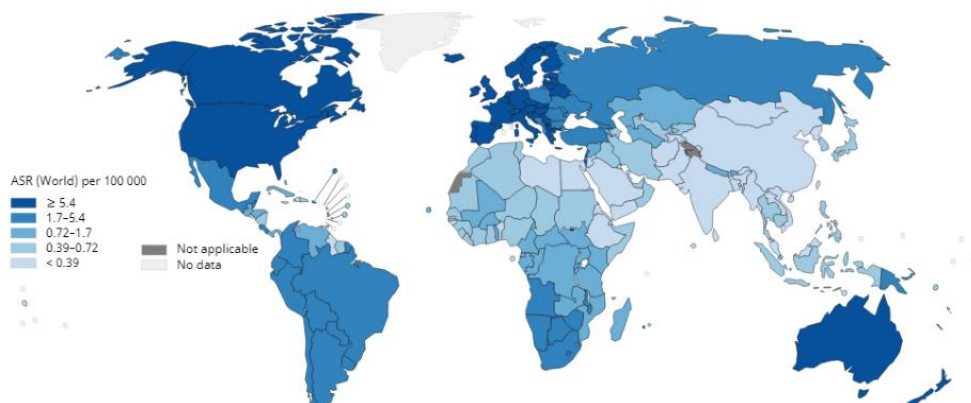 ASR (World) per 100 000
≥ 5.4
1.7–5.4
0.72–1.7
0.39–0.72
< 0.39
Not applicable
No data